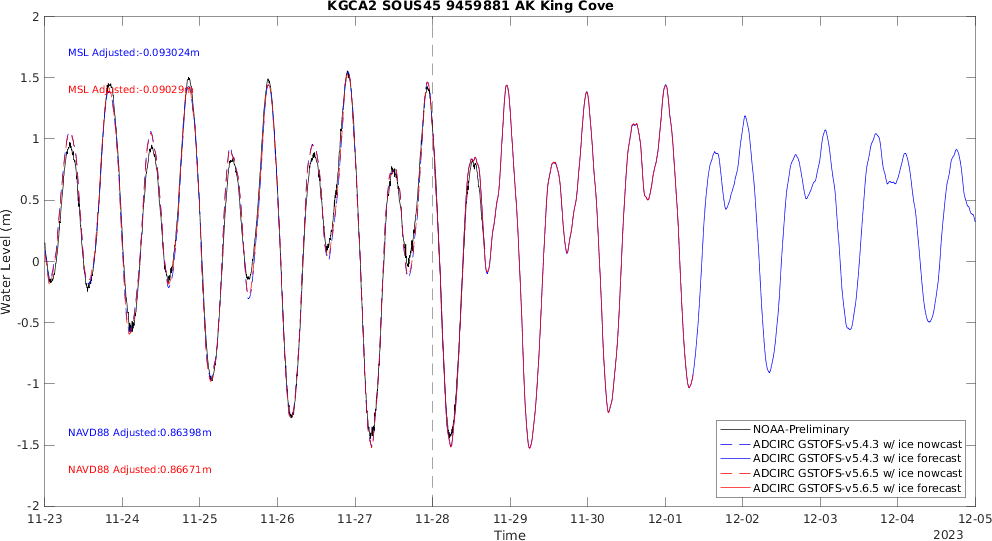 KGCA2 SOUS45 9459881 AK King Cove
MSL Adjusted:-0.093024m
MSL Adjusted:-0.09029m
NAVD88 Adjusted:0.86398m
NAVD88 Adjusted:0.86671m
Water Level (m)
2
1.5
1
0.5
0
-0.5
-1
-1.5
-2
NOAA-Preliminary
ADCIRC GSTOFS-v5.4.3 w/ ice nowcast
ADCIRC GSTOFS-v5.4.3 w/ ice forecast
ADCIRC GSTOFS-v5.6.5 w/ ice nowcast
ADCIRC GSTOFS-v5.6.5 w/ ice forecast
11-23 11-24 11-25 11-26 11-27 11-28 11-29 11-30 12-01 12-02 12-03 12-04 12-05
Time
2023